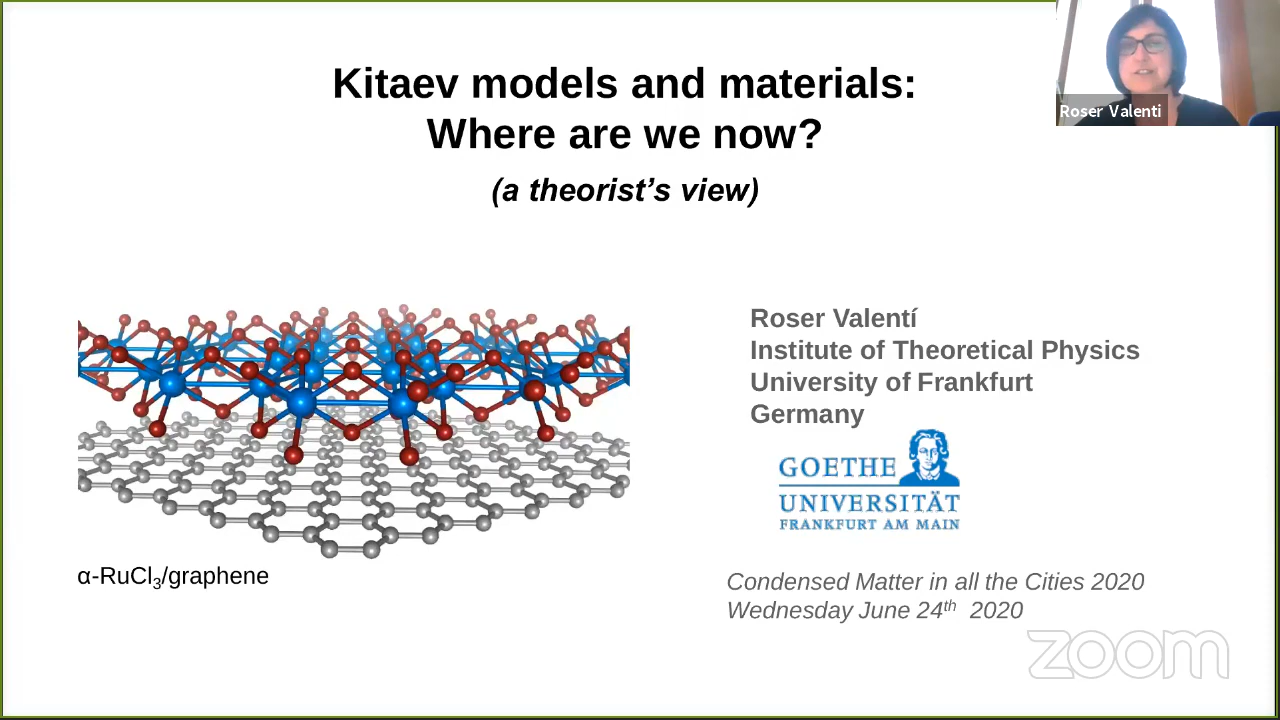 Kitaev models and materials:
Where are we now?
(a theorist's view)
Roser Valenti
Roser Valentí
Institute of Theoretical Physics
University of Frankfurt
Germany
GOETHE
UNIVERSITÄT
FRANKFURT AM MAIN
α-RuCl₃/graphene
Condensed Matter in all the Cities 2020
Wednesday June 24ᵗʰ 2020
zoom